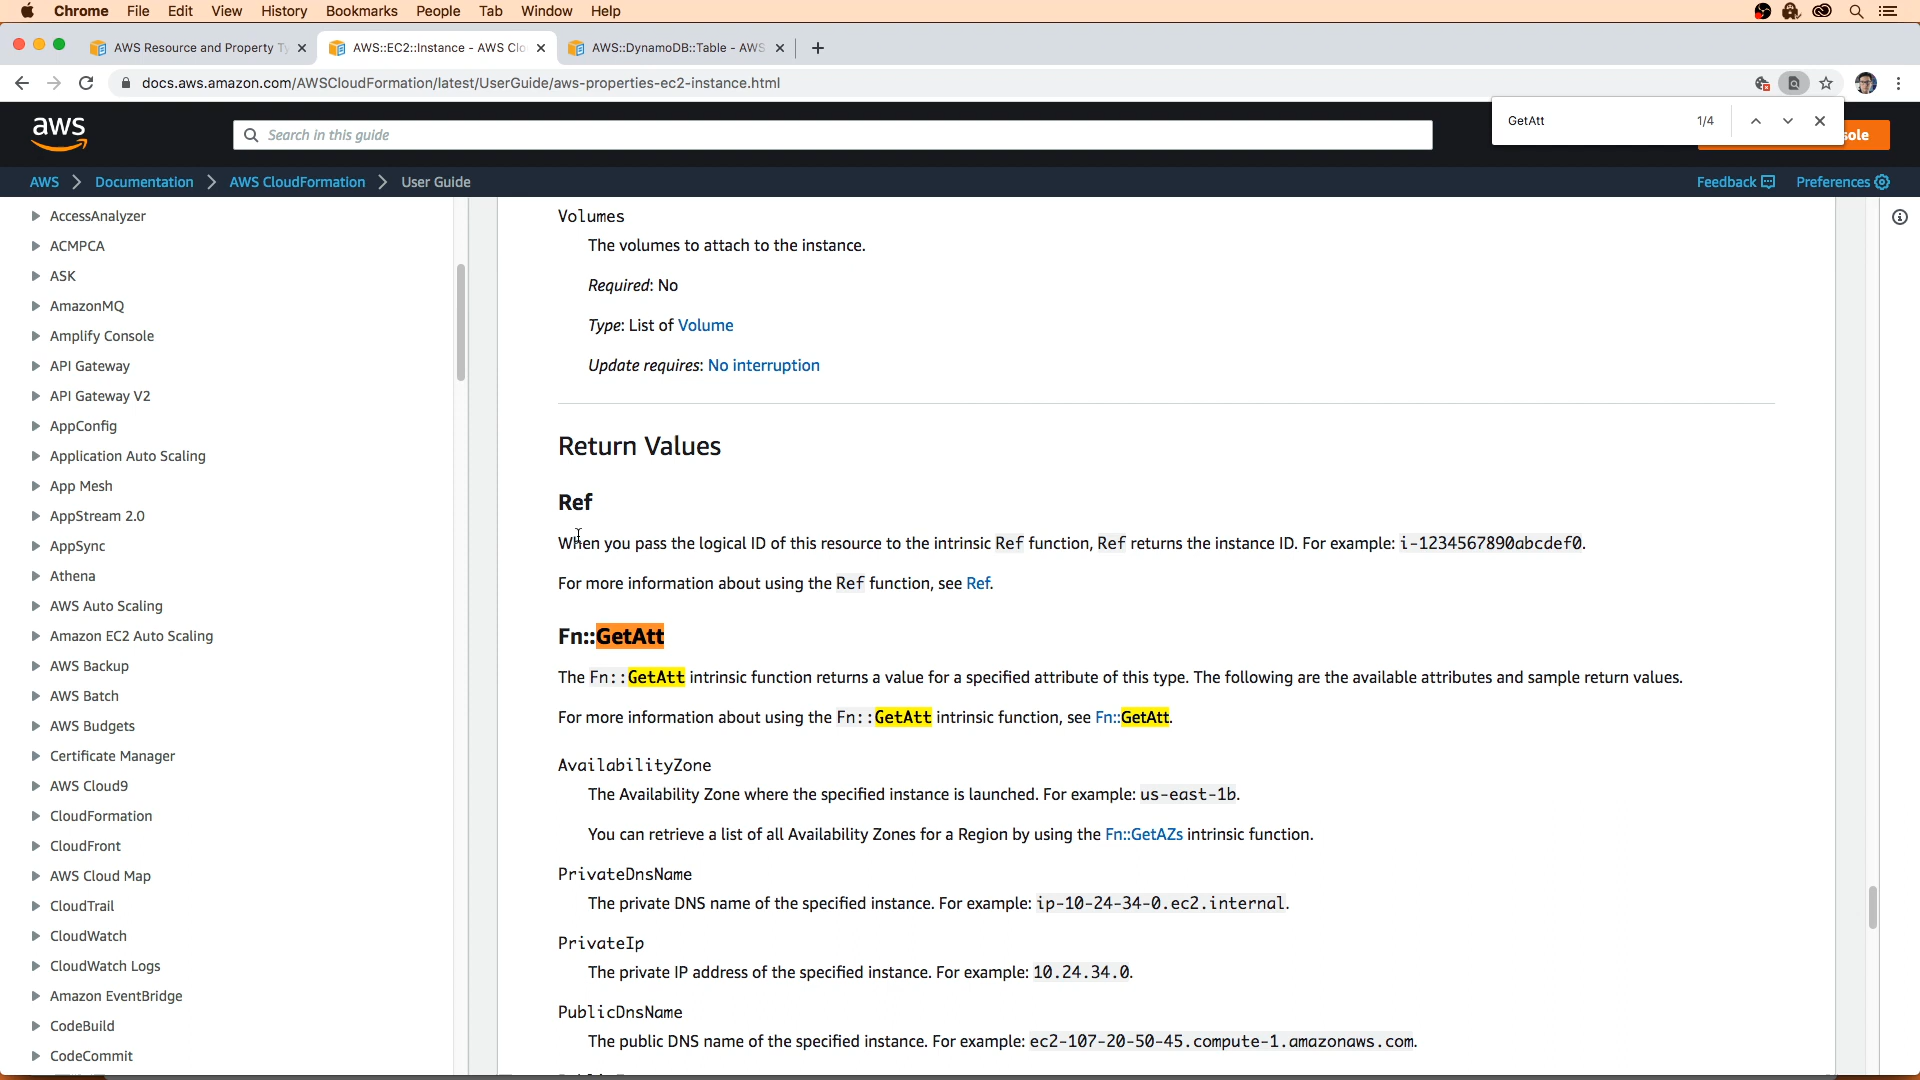 Chrome File Edit View History Bookmarks People Tab Window Help
AWS Resource and Property Ty
AWS::EC2::Instance - AWS Clo
AWS::DynamoDB::Table - AWS
docs.aws.amazon.com/AWSCloudFormation/latest/UserGuide/aws-properties-ec2-instance.html
GetAtt 1/4
aws
Search in this guide
sole
AWS Documentation AWS CloudFormation User Guide
Feedback Preferences
AccessAnalyzer
ACMPCA
ASK
AmazonMQ
Amplify Console
API Gateway
API Gateway V2
AppConfig
Application Auto Scaling
App Mesh
AppStream 2.0
AppSync
Athena
AWS Auto Scaling
Amazon EC2 Auto Scaling
AWS Backup
AWS Batch
AWS Budgets
Certificate Manager
AWS Cloud9
CloudFormation
CloudFront
AWS Cloud Map
CloudTrail
CloudWatch
CloudWatch Logs
Amazon EventBridge
CodeBuild
CodeCommit
Volumes
The volumes to attach to the instance.
Required: No
Type: List of Volume
Update requires: No interruption
Return Values
Ref
When you pass the logical ID of this resource to the intrinsic Ref function, Ref returns the instance ID. For example: i-1234567890abcdef0.
For more information about using the Ref function, see Ref.
Fn::GetAtt
The Fn::GetAtt intrinsic function returns a value for a specified attribute of this type. The following are the available attributes and sample return values.
For more information about using the Fn::GetAtt intrinsic function, see Fn::GetAtt.
AvailabilityZone
The Availability Zone where the specified instance is launched. For example: us-east-1b.
You can retrieve a list of all Availability Zones for a Region by using the Fn::GetAZs intrinsic function.
PrivateDnsName
The private DNS name of the specified instance. For example: ip-10-24-34-0.ec2.internal.
PrivateIp
The private IP address of the specified instance. For example: 10.24.34.0.
PublicDnsName
The public DNS name of the specified instance. For example: ec2-107-20-50-45.compute-1.amazonaws.com.